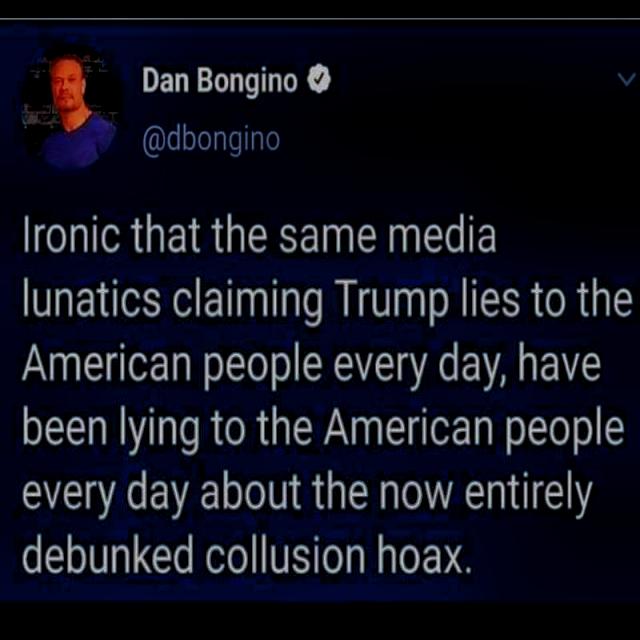 Dan Bongino
@dbongino
Ironic that the same media
lunatics claiming Trump lies to the
American people every day, have
been lying to the American people
every day about the now entirely
debunked collusion hoax.